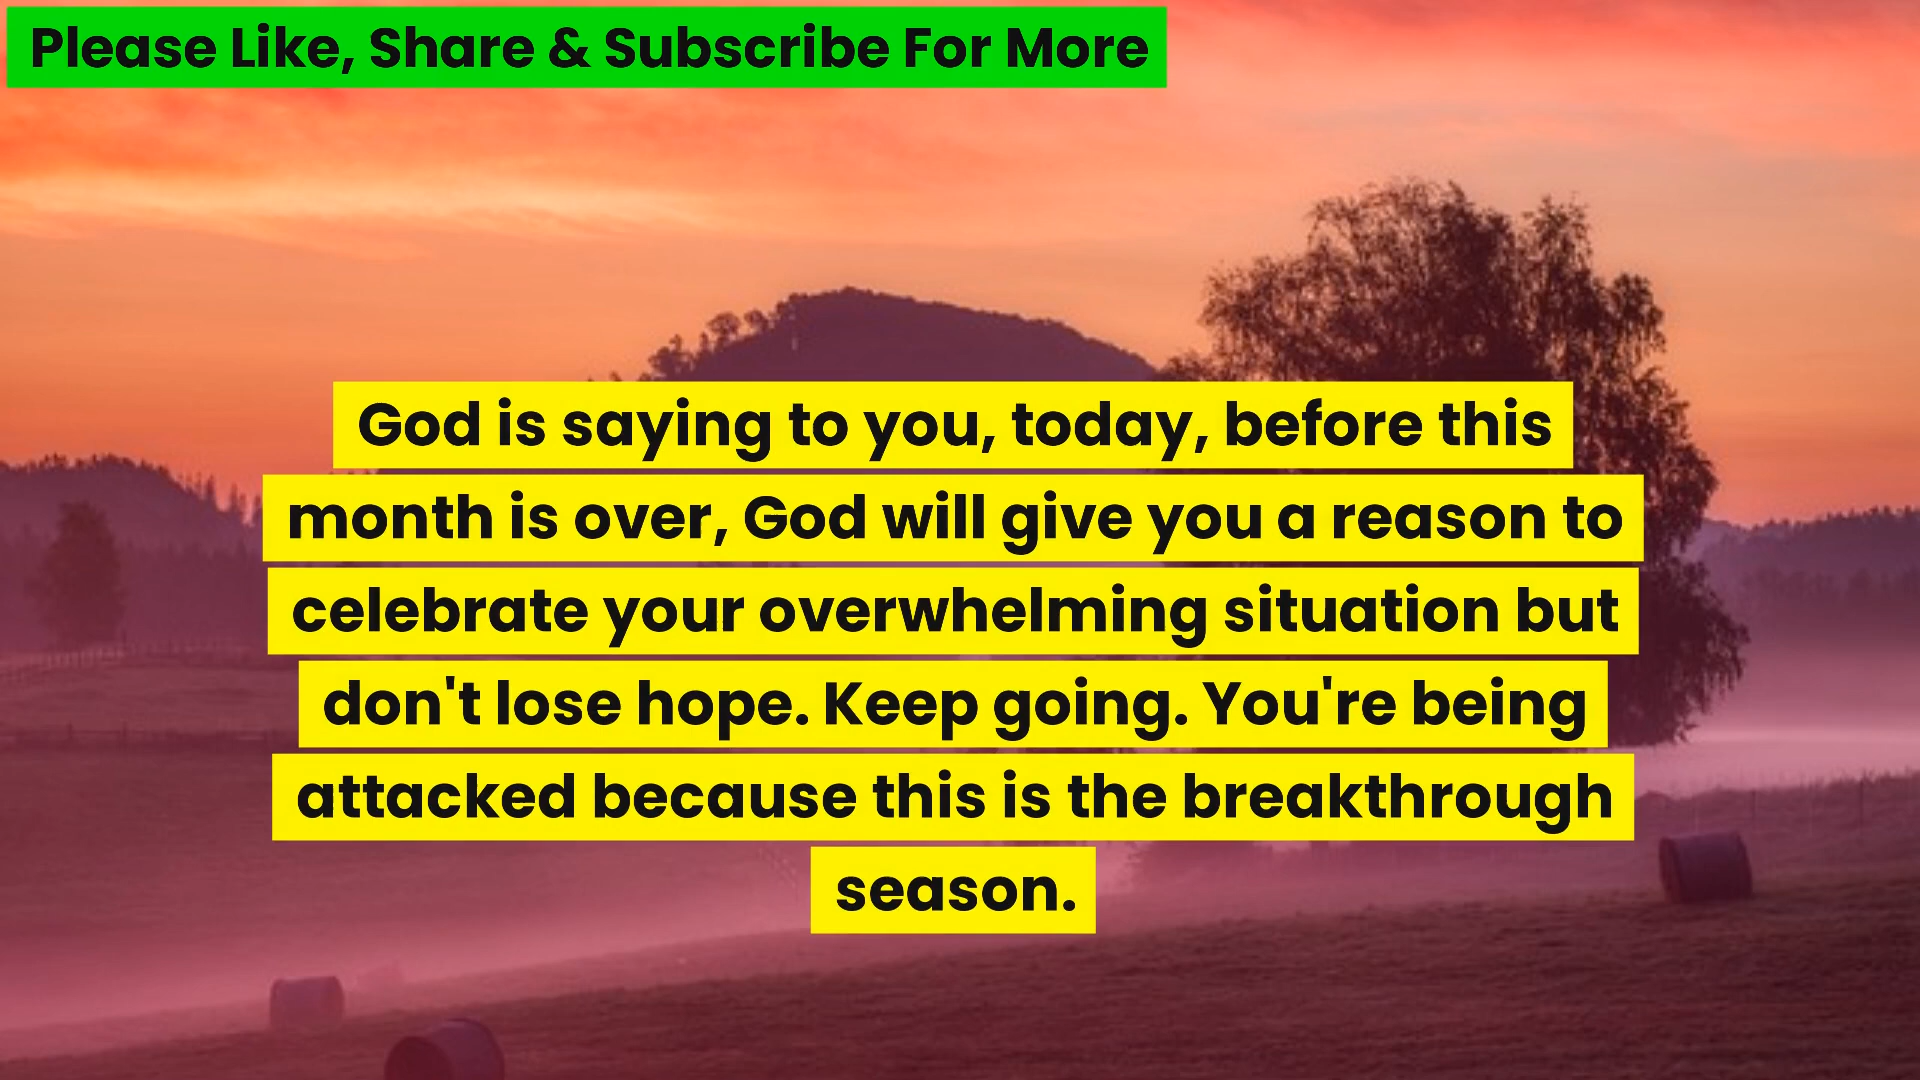 Please Like, Share & Subscribe For More
God is saying to you, today, before this
month is over, God will give you a reason to
celebrate your overwhelming situation but
don't lose hope. Keep going. You're being
attacked because this is the breakthrough
season.